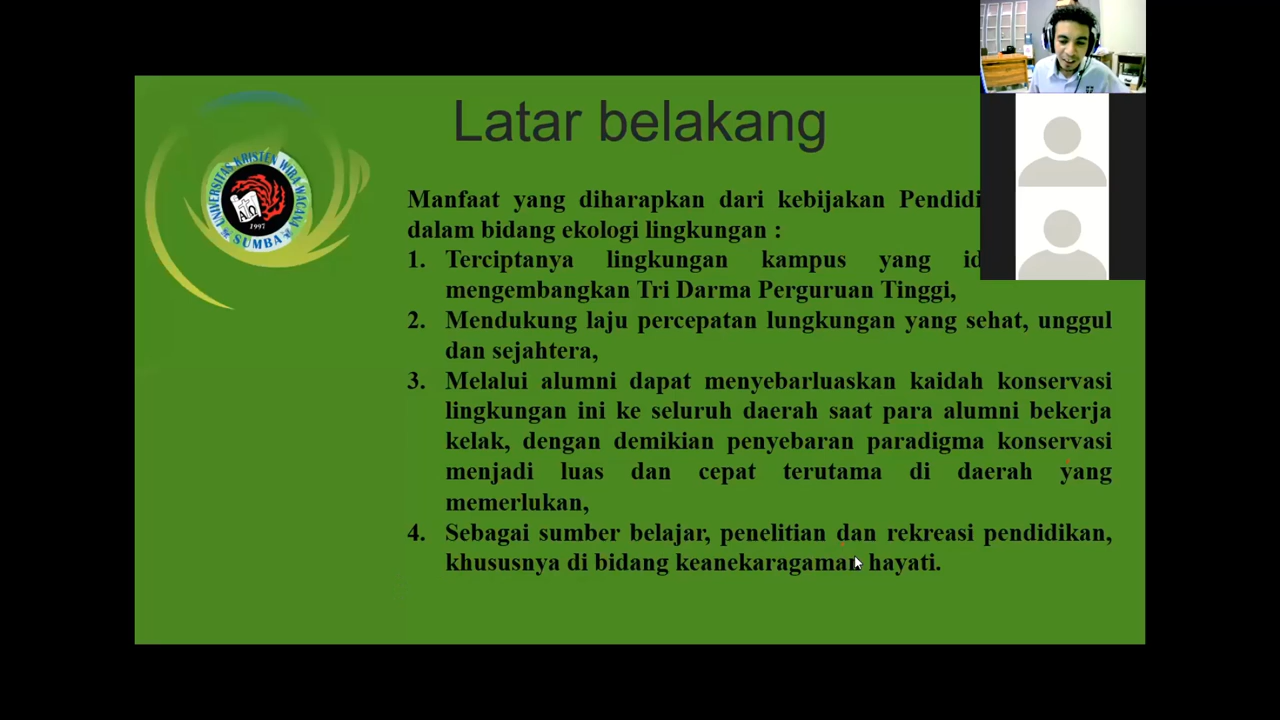 Latar belakang
UNIVERSITAS KRISTEN WIRA WACANA
SUMBA
1997
Manfaat yang diharapkan dari kebijakan
dalam bidang ekologi lingkungan :
1. Terciptanya lingkungan kampus yang
mengembangkan Tri Darma Perguruan Tinggi,
2. Mendukung laju percepatan lungkungan yang sehat, unggul
dan sejahtera,
3. Melalui alumni dapat menyebarluaskan kaidah konservasi
lingkungan ini ke seluruh daerah saat para alumni bekerja
kelak, dengan demikian penyebaran paradigma konservasi
menjadi luas dan cepat terutama di daerah yang
memerlukan,
4. Sebagai sumber belajar, penelitian dan rekreasi pendidikan,
khususnya di bidang keanekaragaman hayati.